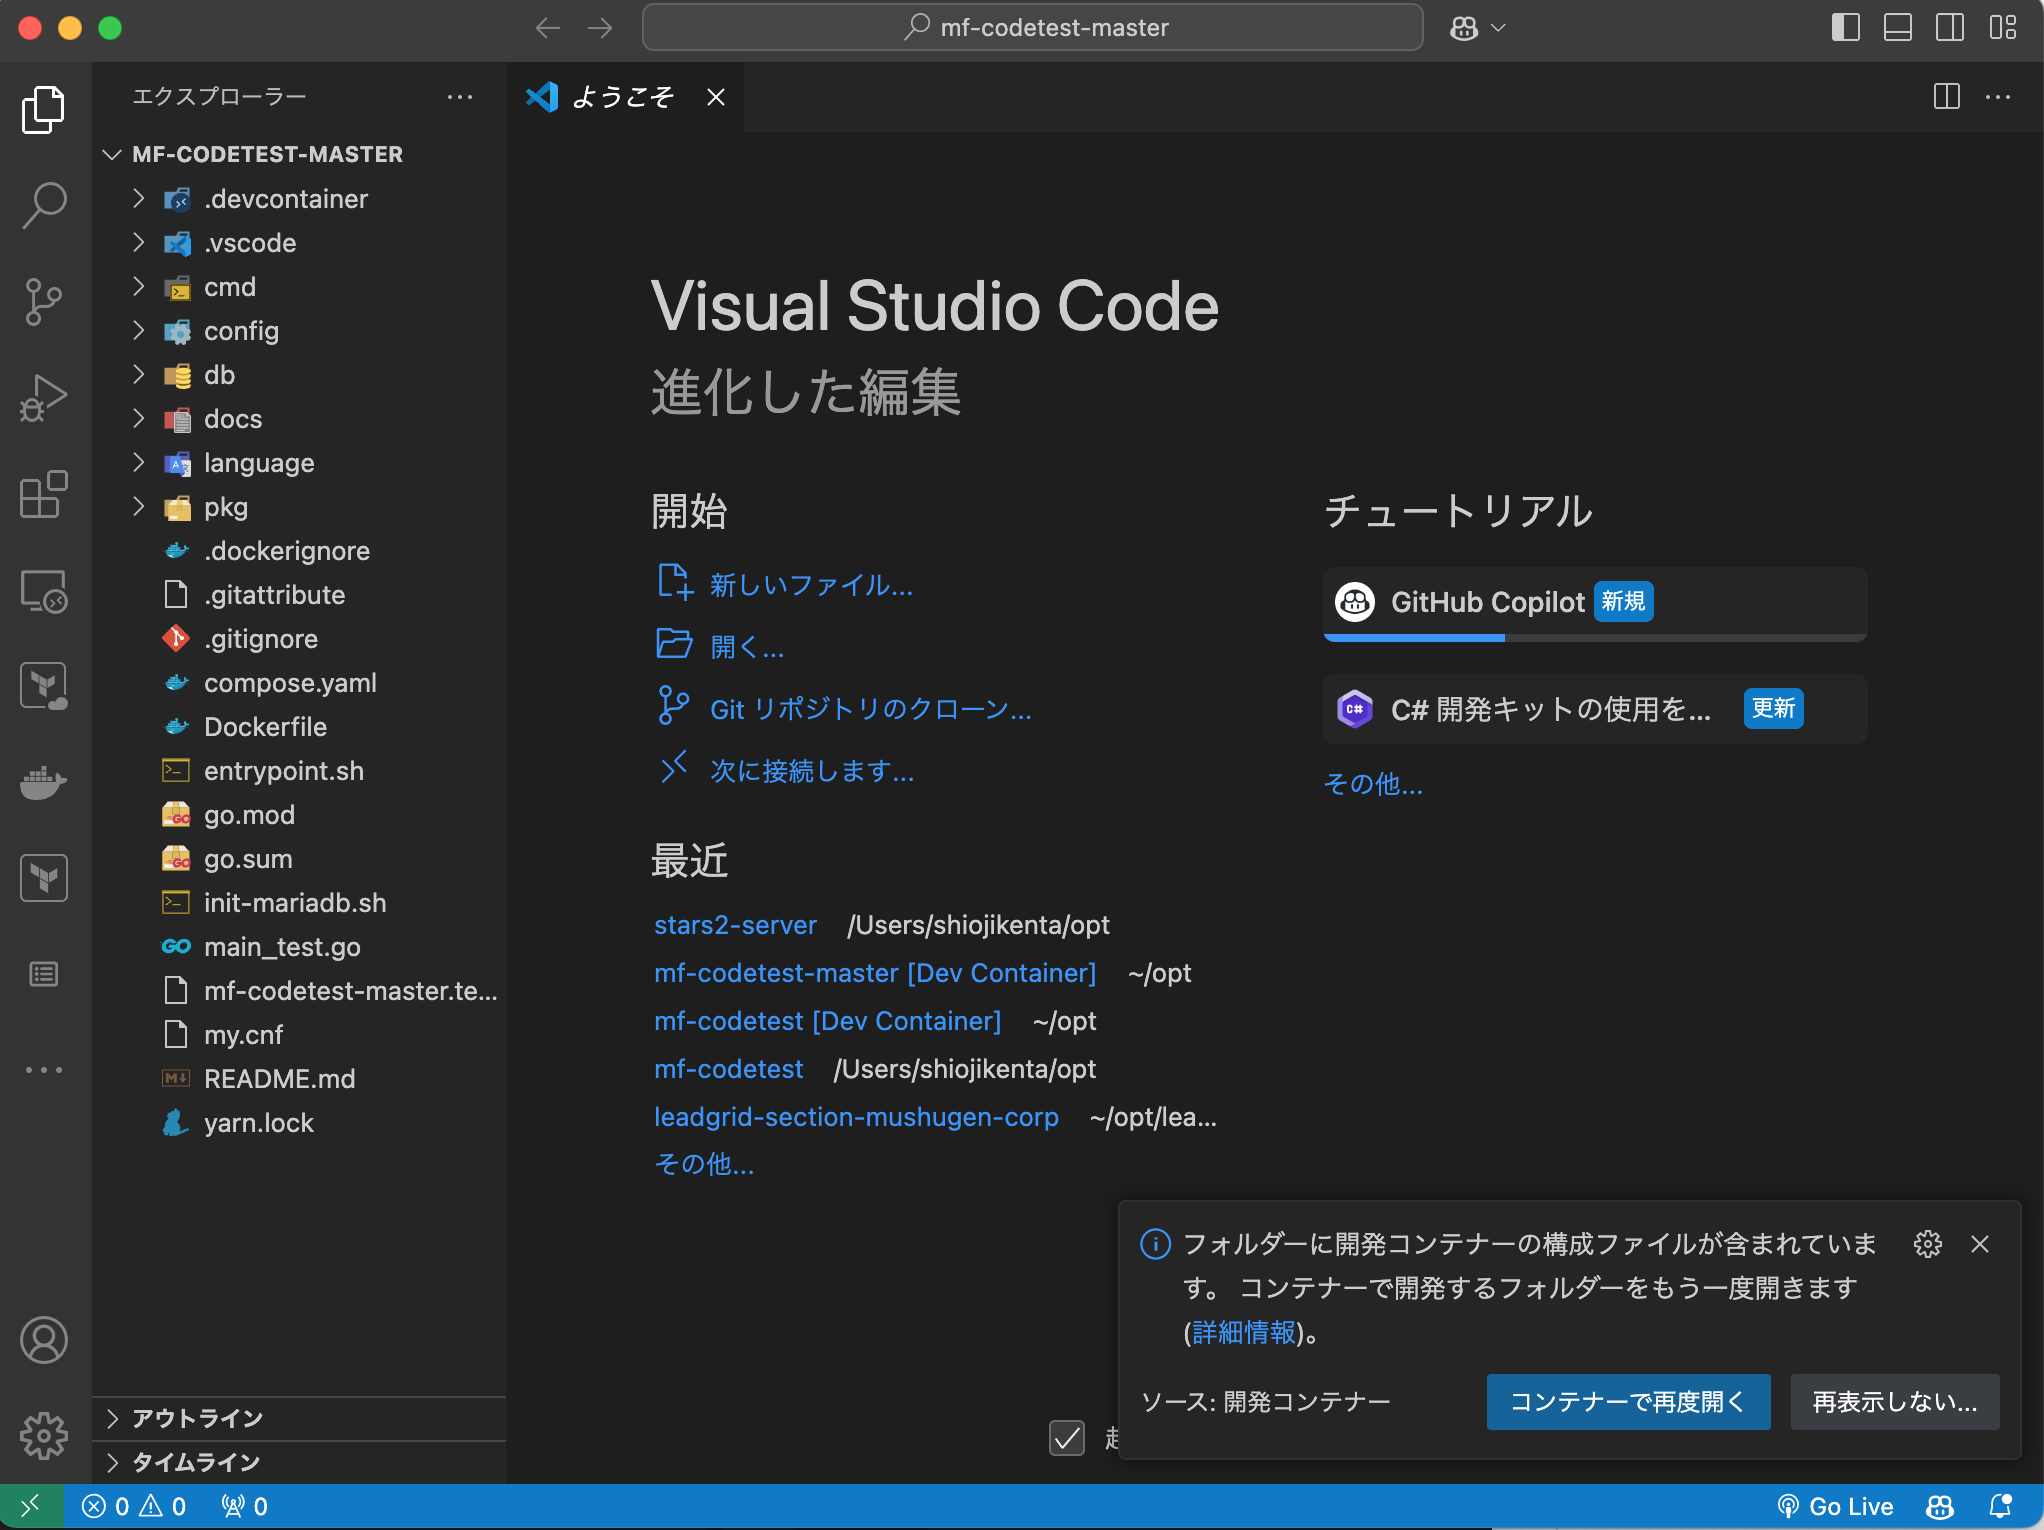 mf-codetest-master
エクスプローラー
ようこそ
MF-CODETEST-MASTER
.devcontainer
.vscode
cmd
config
db
docs
language
pkg
.dockerignore
.gitattribute
.gitignore
compose.yaml
Dockerfile
entrypoint.sh
go.mod
go.sum
init-mariadb.sh
main_test.go
mf-codetest-master.te...
my.cnf
README.md
yarn.lock
アウトライン
タイムライン
Visual Studio Code
進化した編集
開始
新しいファイル...
開く...
Git リポジトリのクローン...
次に接続します...
最近
stars2-server /Users/shiojikenta/opt
mf-codetest-master [Dev Container] ~/opt
mf-codetest [Dev Container] ~/opt
mf-codetest /Users/shiojikenta/opt
leadgrid-section-mushugen-corp ~/opt/lea...
その他...
チュートリアル
GitHub Copilot 新規
C# 開発キットの使用を... 更新
その他...
フォルダーに開発コンテナーの構成ファイルが含まれていま
す。 コンテナーで開発するフォルダーをもう一度開きます
(詳細情報)。
ソース: 開発コンテナー
コンテナーで再度開く
再表示しない...
0 0 0
Go Live